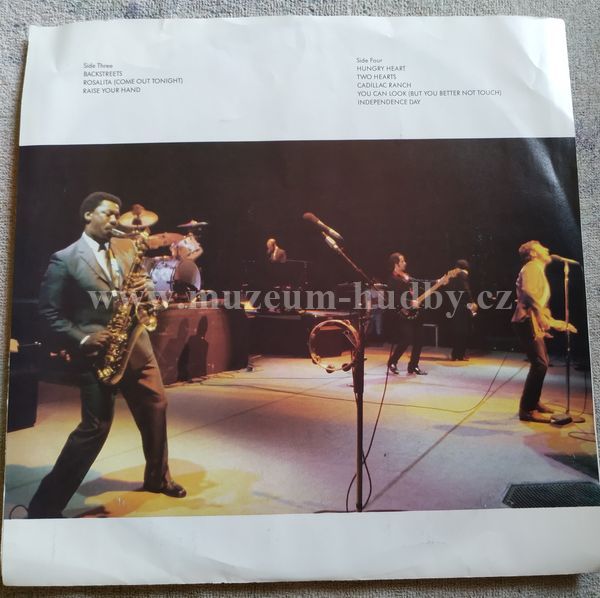 Side Three
BACKSTREETS
ROSALITA (COME OUT TONIGHT)
RAISE YOUR HAND
Side Four
HUNGRY HEART
TWO HEARTS
CADILLAC RANCH
YOU CAN LOOK (BUT YOU BETTER NOT TOUCH)
INDEPENDENCE DAY
www.muzeum-hudby.cz